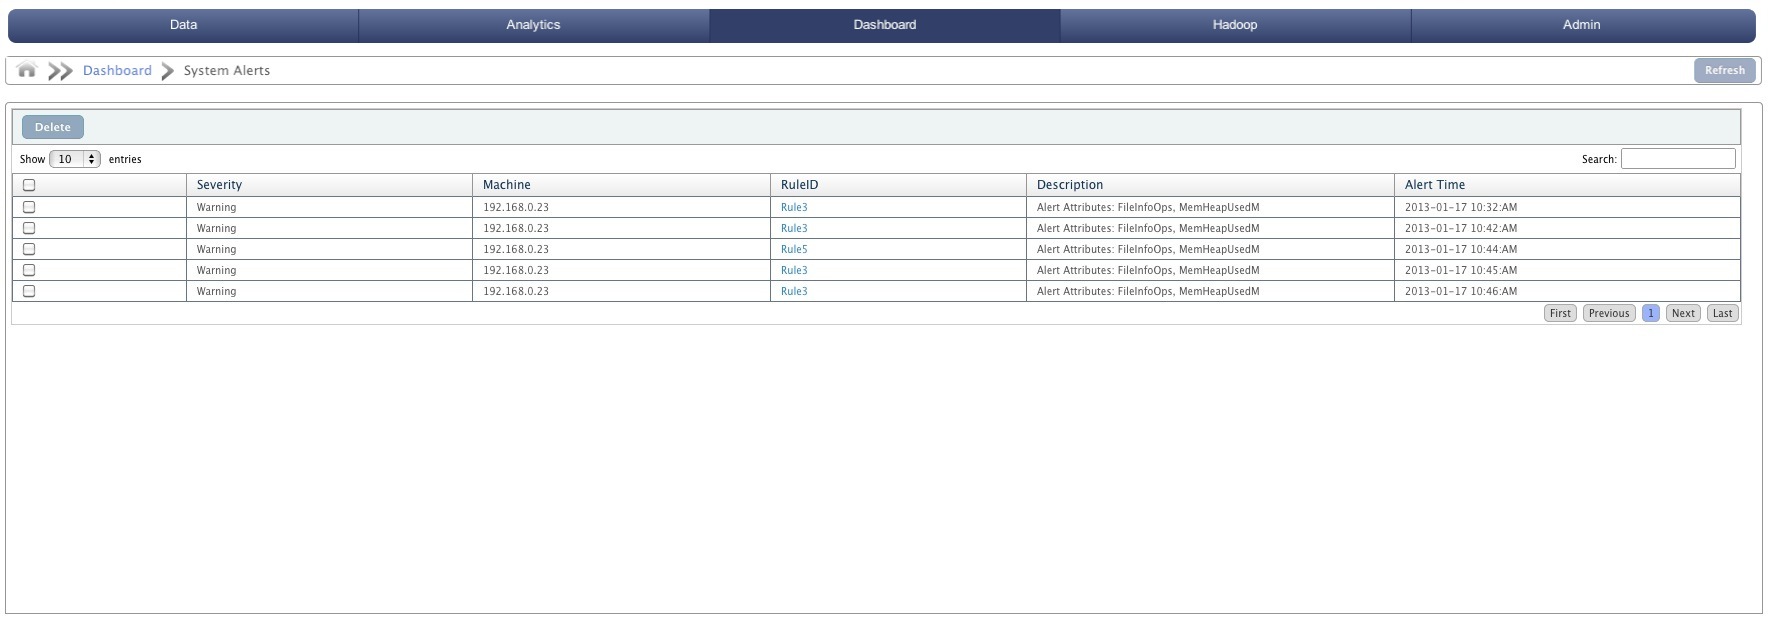 Data Analytics Dashboard Hadoop Admin
Dashboard System Alerts Refresh
Delete
Show 10 entries Search:
Severity Machine RuleID Description Alert Time
Warning 192.168.0.23 Rule3 Alert Attributes: FileInfoOps, MemHeapUsedM 2013-01-17 10:32:AM
Warning 192.168.0.23 Rule3 Alert Attributes: FileInfoOps, MemHeapUsedM 2013-01-17 10:42:AM
Warning 192.168.0.23 Rule5 Alert Attributes: FileInfoOps, MemHeapUsedM 2013-01-17 10:44:AM
Warning 192.168.0.23 Rule3 Alert Attributes: FileInfoOps, MemHeapUsedM 2013-01-17 10:45:AM
Warning 192.168.0.23 Rule3 Alert Attributes: FileInfoOps, MemHeapUsedM 2013-01-17 10:46:AM
First Previous 1 Next Last